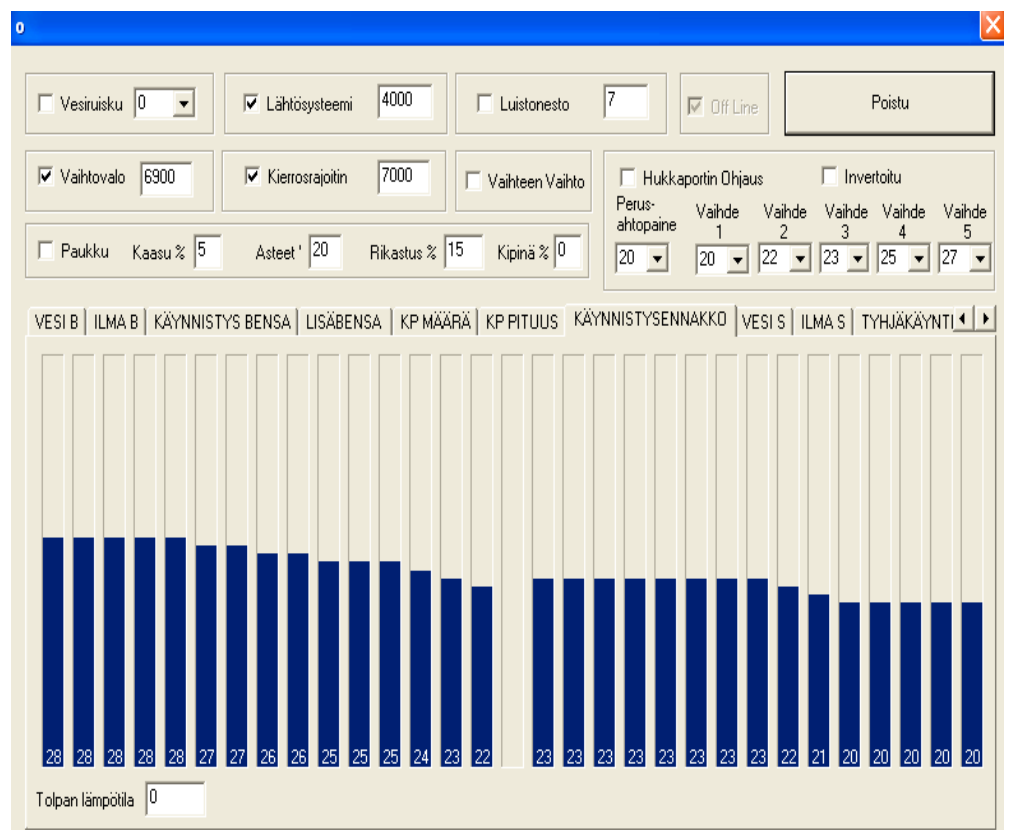 0
Vesiruisku 0 Lähtösysteemi 4000 Luistonesto 7 Off Line Poistu
Vaihtovalo 6900 Kierrosrajoitin 7000 Vaihteen Vaihto
Hukkaportin Ohjaus Invertoitu
Perus-
ahtopaine
Vaihde
1
Vaihde
2
Vaihde
3
Vaihde
4
Vaihde
5
20 20 22 23 25 27
Paukku Kaasu % 5 Asteet ' 20 Rikastus % 15 Kipinä % 0
VESI B ILMA B KÄYNNISTYS BENSA LISÄBENSA KP MÄÄRÄ KP PITUUS KÄYNNISTYSENNAKKO VESI S ILMA S TYHJÄKÄYNTI
28 28 28 28 28 27 27 26 26 25 25 25 24 23 22 23 23 23 23 23 23 23 23 22 21 20 20 20 20 20
Tolpan lämpötila 0